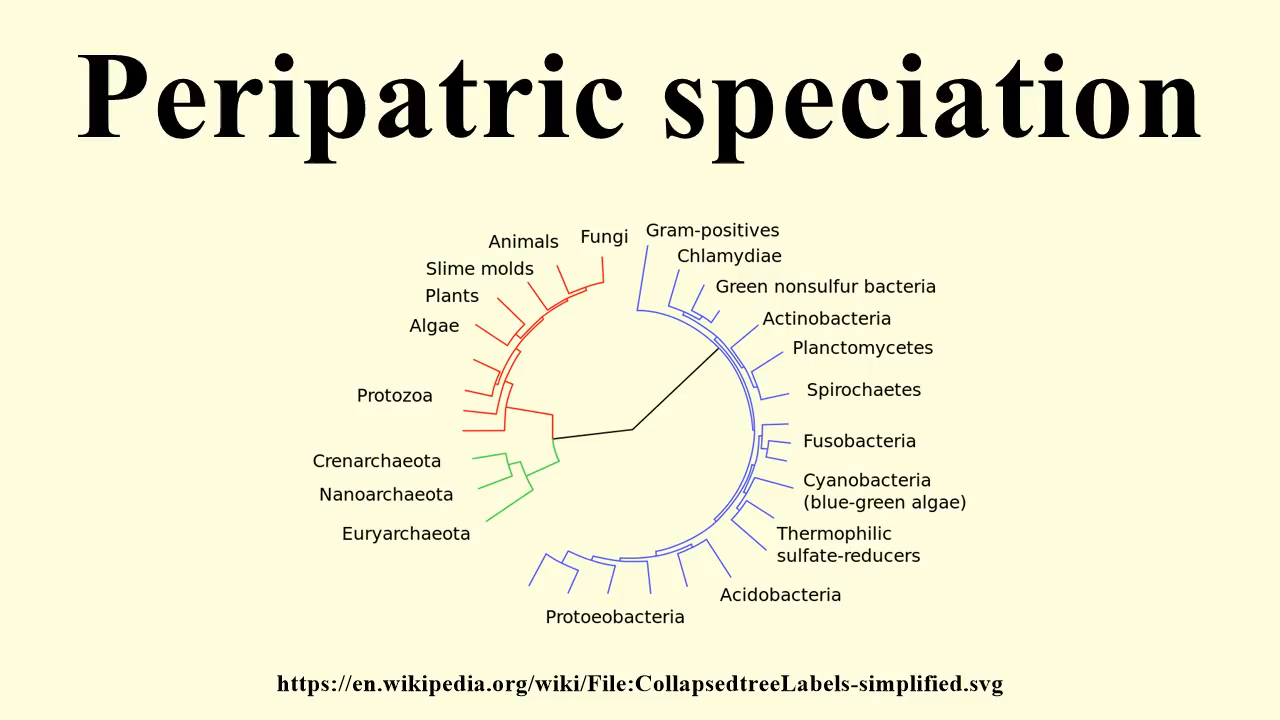 Peripatric speciation
Fungi
Gram-positives
Animals
Chlamydiae
Slime molds
Green nonsulfur bacteria
Plants
Actinobacteria
Algae
Planctomycetes
Protozoa
Spirochaetes
Fusobacteria
Crenarchaeota
Cyanobacteria
(blue-green algae)
Nanoarchaeota
Euryarchaeota
Thermophilic
sulfate-reducers
Acidobacteria
Protoeobacteria
https://en.wikipedia.org/wiki/File:CollapsedtreeLabels-simplified.svg